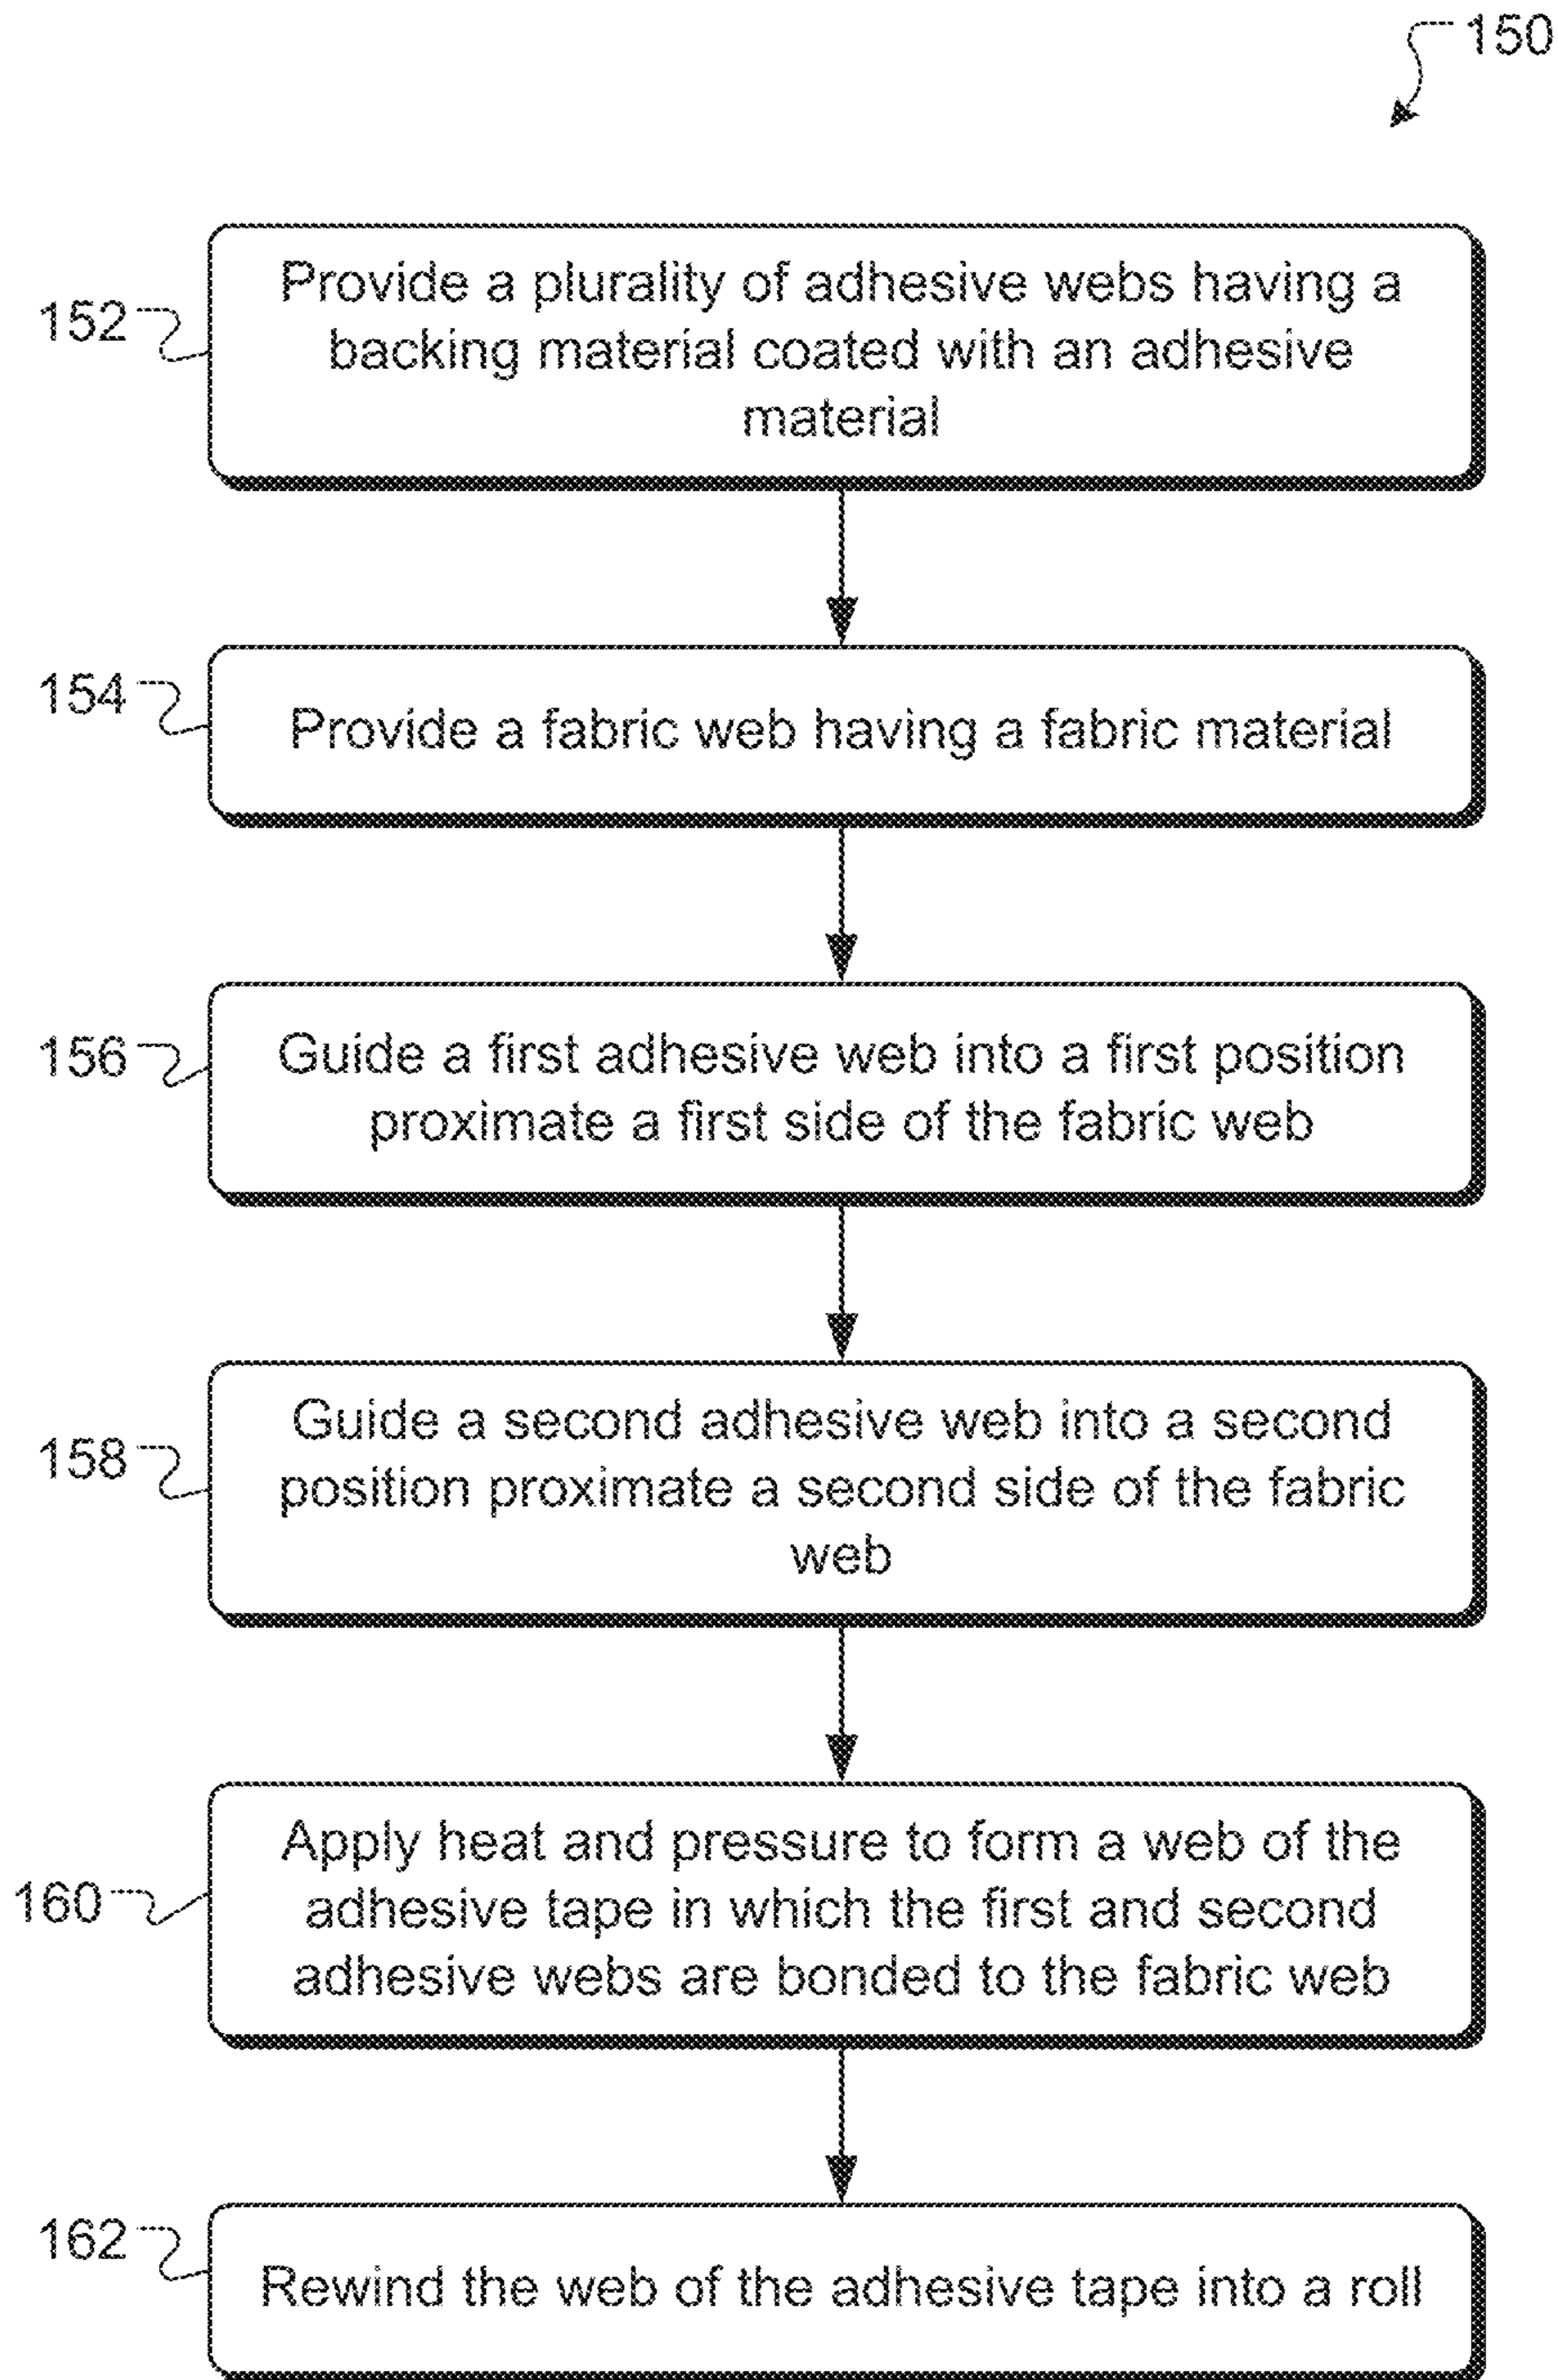 150
152
Provide a plurality of adhesive webs having a
backing material coated with an adhesive
material
154
Provide a fabric web having a fabric material
156
Guide a first adhesive web into a first position
proximate a first side of the fabric web
158
Guide a second adhesive web into a second
position proximate a second side of the fabric
web
160
Apply heat and pressure to form a web of the
adhesive tape in which the first and second
adhesive webs are bonded to the fabric web
162
Rewind the web of the adhesive tape into a roll